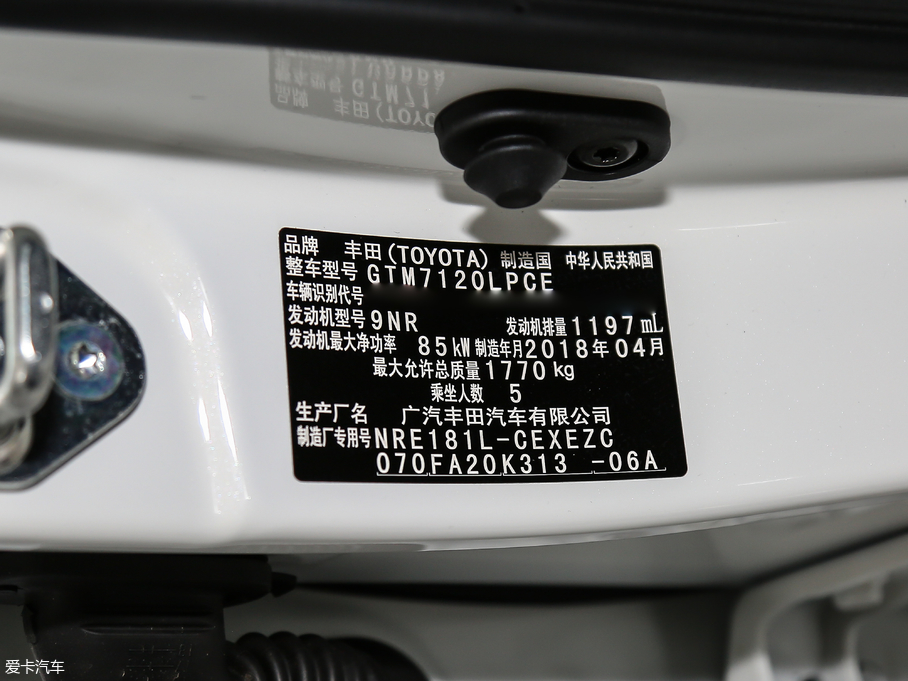 品牌 丰田(TOYOTA) 制造国 中华人民共和国
整车型号 GTM7120LPCE
车辆识别代号
发动机型号 9NR 发动机排量 1197 mL
发动机最大净功率 85 kW 制造年月 2018 年 04 月
最大允许总质量 1770 kg
乘坐人数 5
生产厂名 广汽丰田汽车有限公司
制造厂专用号 NRE181L-CEXEZC
070FA20K313 -06A
爱卡汽车